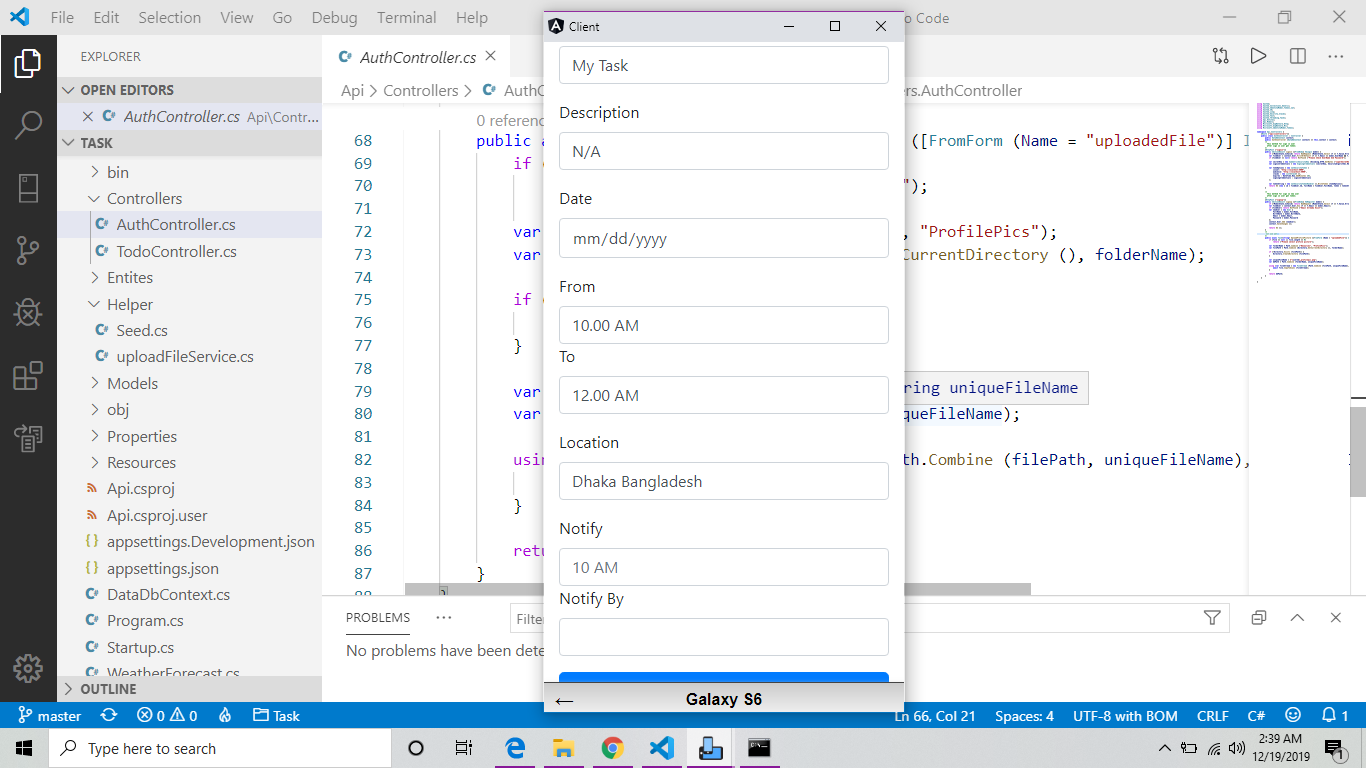 File Edit Selection View Go Debug Terminal Help
o Code
Client
EXPLORER
OPEN EDITORS
AuthController.cs Api\Contr...
TASK
bin
Controllers
AuthController.cs
TodoController.cs
Entites
Helper
Seed.cs
uploadFileService.cs
Models
obj
Properties
Resources
Api.csproj
Api.csproj.user
appsettings.Development.json
appsettings.json
DataDbContext.cs
Program.cs
Startup.cs
WeatherForecast.cs
OUTLINE
AuthController.cs
Api > Controllers > AuthC
ers.AuthController
0 referenc
68 public a ([FromForm (Name = "uploadedFile")] I
69 if (
70 ");
71
72 var , "ProfilePics");
73 var CurrentDirectory (), folderName);
74
75 if (
76
77 }
78
79 var
ring uniqueFileName
80 var queFileName);
81
82 usin th.Combine (filePath, uniqueFileName),
83
84 }
85
86 retu
87 }
88 }
My Task
Description
N/A
Date
mm/dd/yyyy
From
10.00 AM
To
12.00 AM
Location
Dhaka Bangladesh
Notify
10 AM
Notify By
← Galaxy S6
PROBLEMS ...
Filte
No problems have been dete
master 0 0 Task
Ln 66, Col 21 Spaces: 4 UTF-8 with BOM CRLF C# 1
Type here to search
2:39 AM
12/19/2019
1